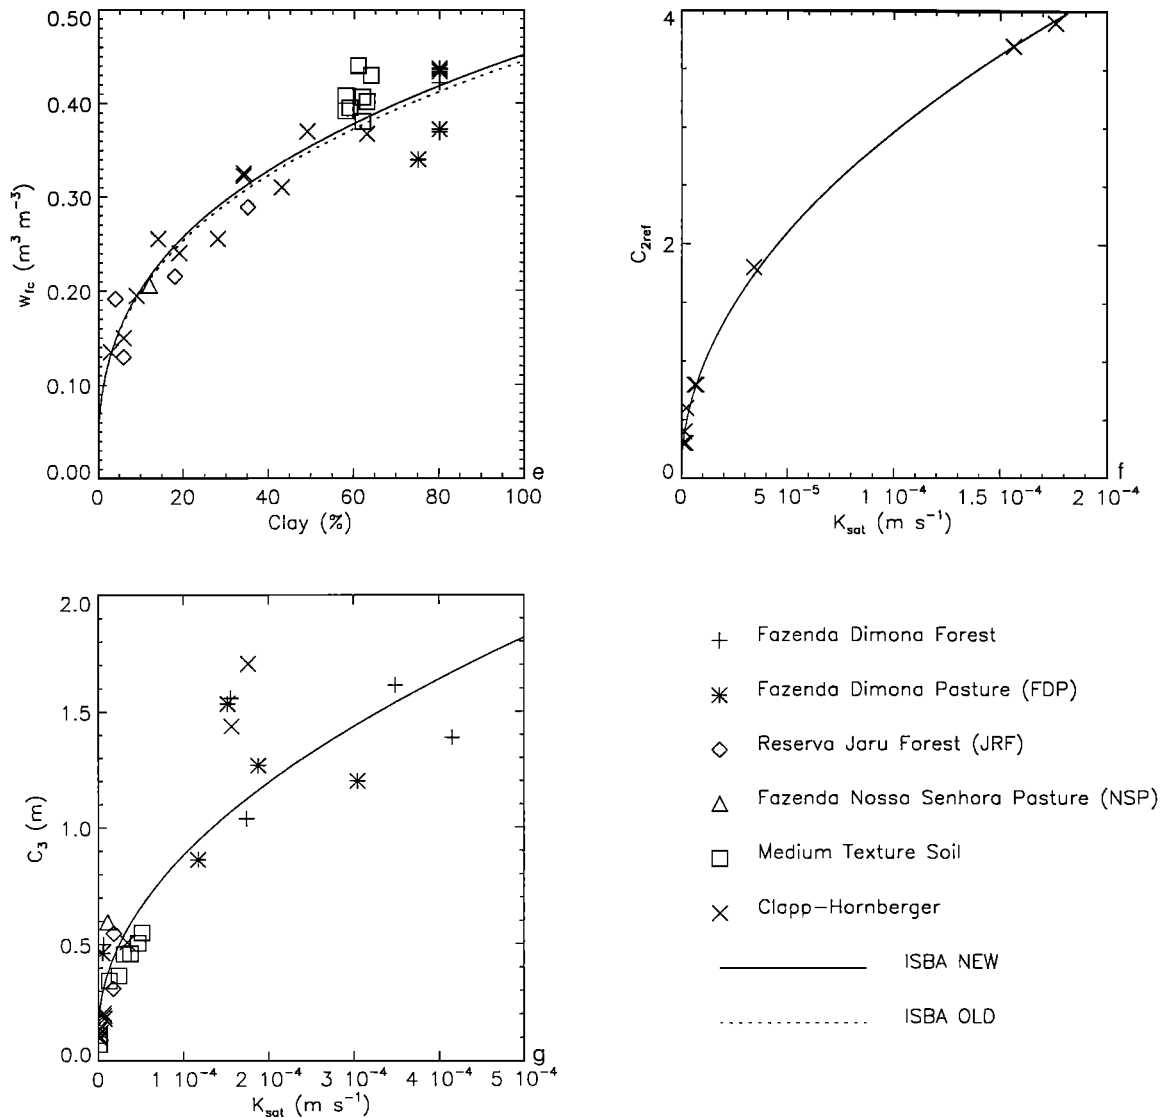 0.50
0.40
0.30
0.20
0.10
0.00
w_fc (m³ m⁻³)
0 20 40 60 80 100
Clay (%)
e
4
2
0
C_2ref
0 5 10⁻⁵ 1 10⁻⁴ 1.5 10⁻⁴ 2 10⁻⁴
K_sat (m s⁻¹)
f
2.0
1.5
1.0
0.5
0.0
C_3 (m)
0 1 10⁻⁴ 2 10⁻⁴ 3 10⁻⁴ 4 10⁻⁴ 5 10⁻⁴
K_sat (m s⁻¹)
g
Fazenda Dimona Forest
Fazenda Dimona Pasture (FDP)
Reserva Jaru Forest (JRF)
Fazenda Nossa Senhora Pasture (NSP)
Medium Texture Soil
Clapp-Hornberger
ISBA NEW
ISBA OLD